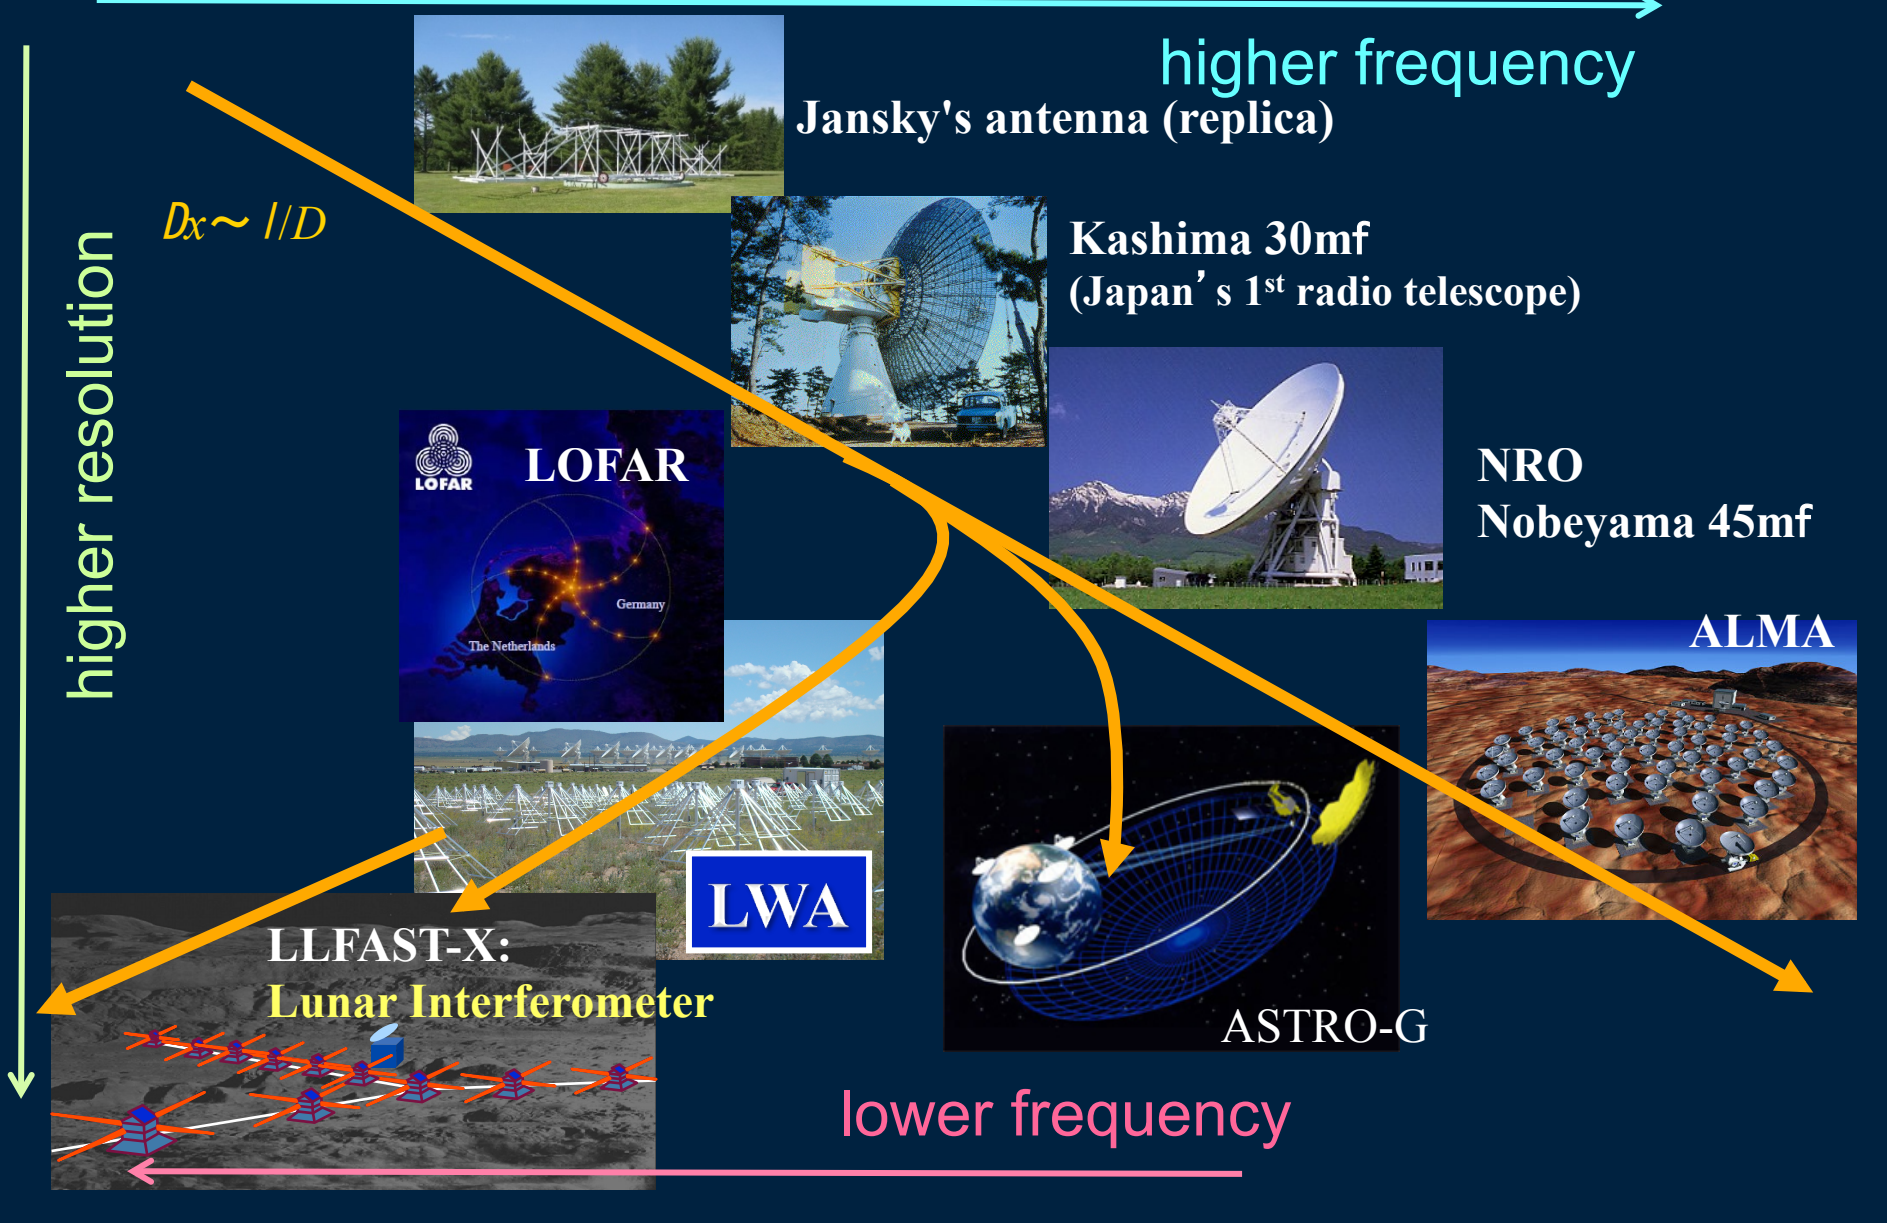 higher frequency
Jansky's antenna (replica)
Dx～ l/D
Kashima 30mf
(Japan’s 1st radio telescope)
higher resolution
LOFAR
LOFAR
NRO
Nobeyama 45mf
Germany
The Netherlands
ALMA
LWA
LLFAST-X:
Lunar Interferometer
ASTRO-G
lower frequency